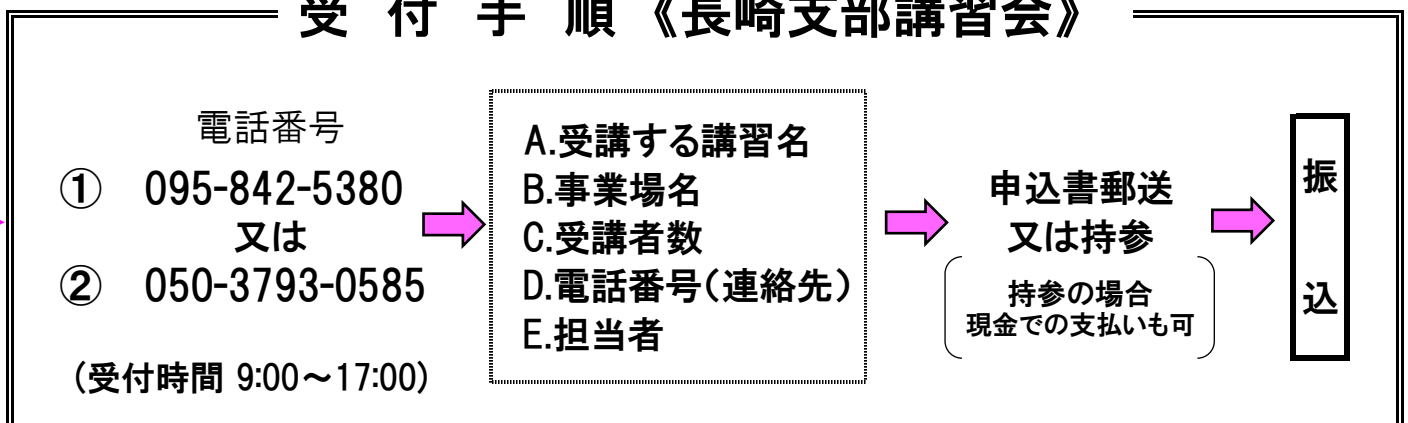 受 付 手 順 《長崎支部講習会》
電話番号
① 095-842-5380
又は
② 050-3793-0585
(受付時間 9:00～17:00)
A.受講する講習名
B.事業場名
C.受講者数
D.電話番号(連絡先)
E.担当者
申込書郵送
又は持参
持参の場合
現金での支払いも可
振
込